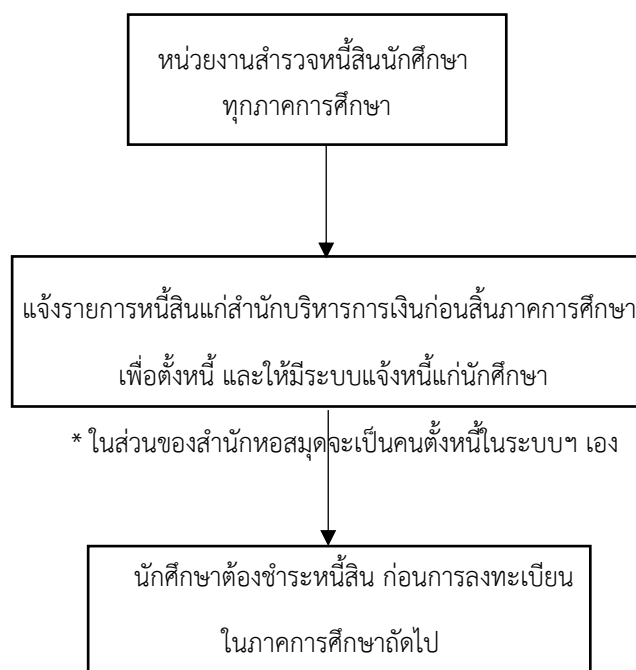 หน่วยงานสำรวจหนี้สินนักศึกษา
ทุกภาคการศึกษา
แจ้งรายการหนี้สินแก่สำนักบริหารการเงินก่อนสิ้นภาคการศึกษา
เพื่อตั้งหนี้ และให้มีระบบแจ้งหนี้แก่นักศึกษา
* ในส่วนของสำนักหอสมุดจะเป็นคนตั้งหนี้ในระบบฯ เอง
นักศึกษาต้องชำระหนี้สิน ก่อนการลงทะเบียน
ในภาคการศึกษาถัดไป